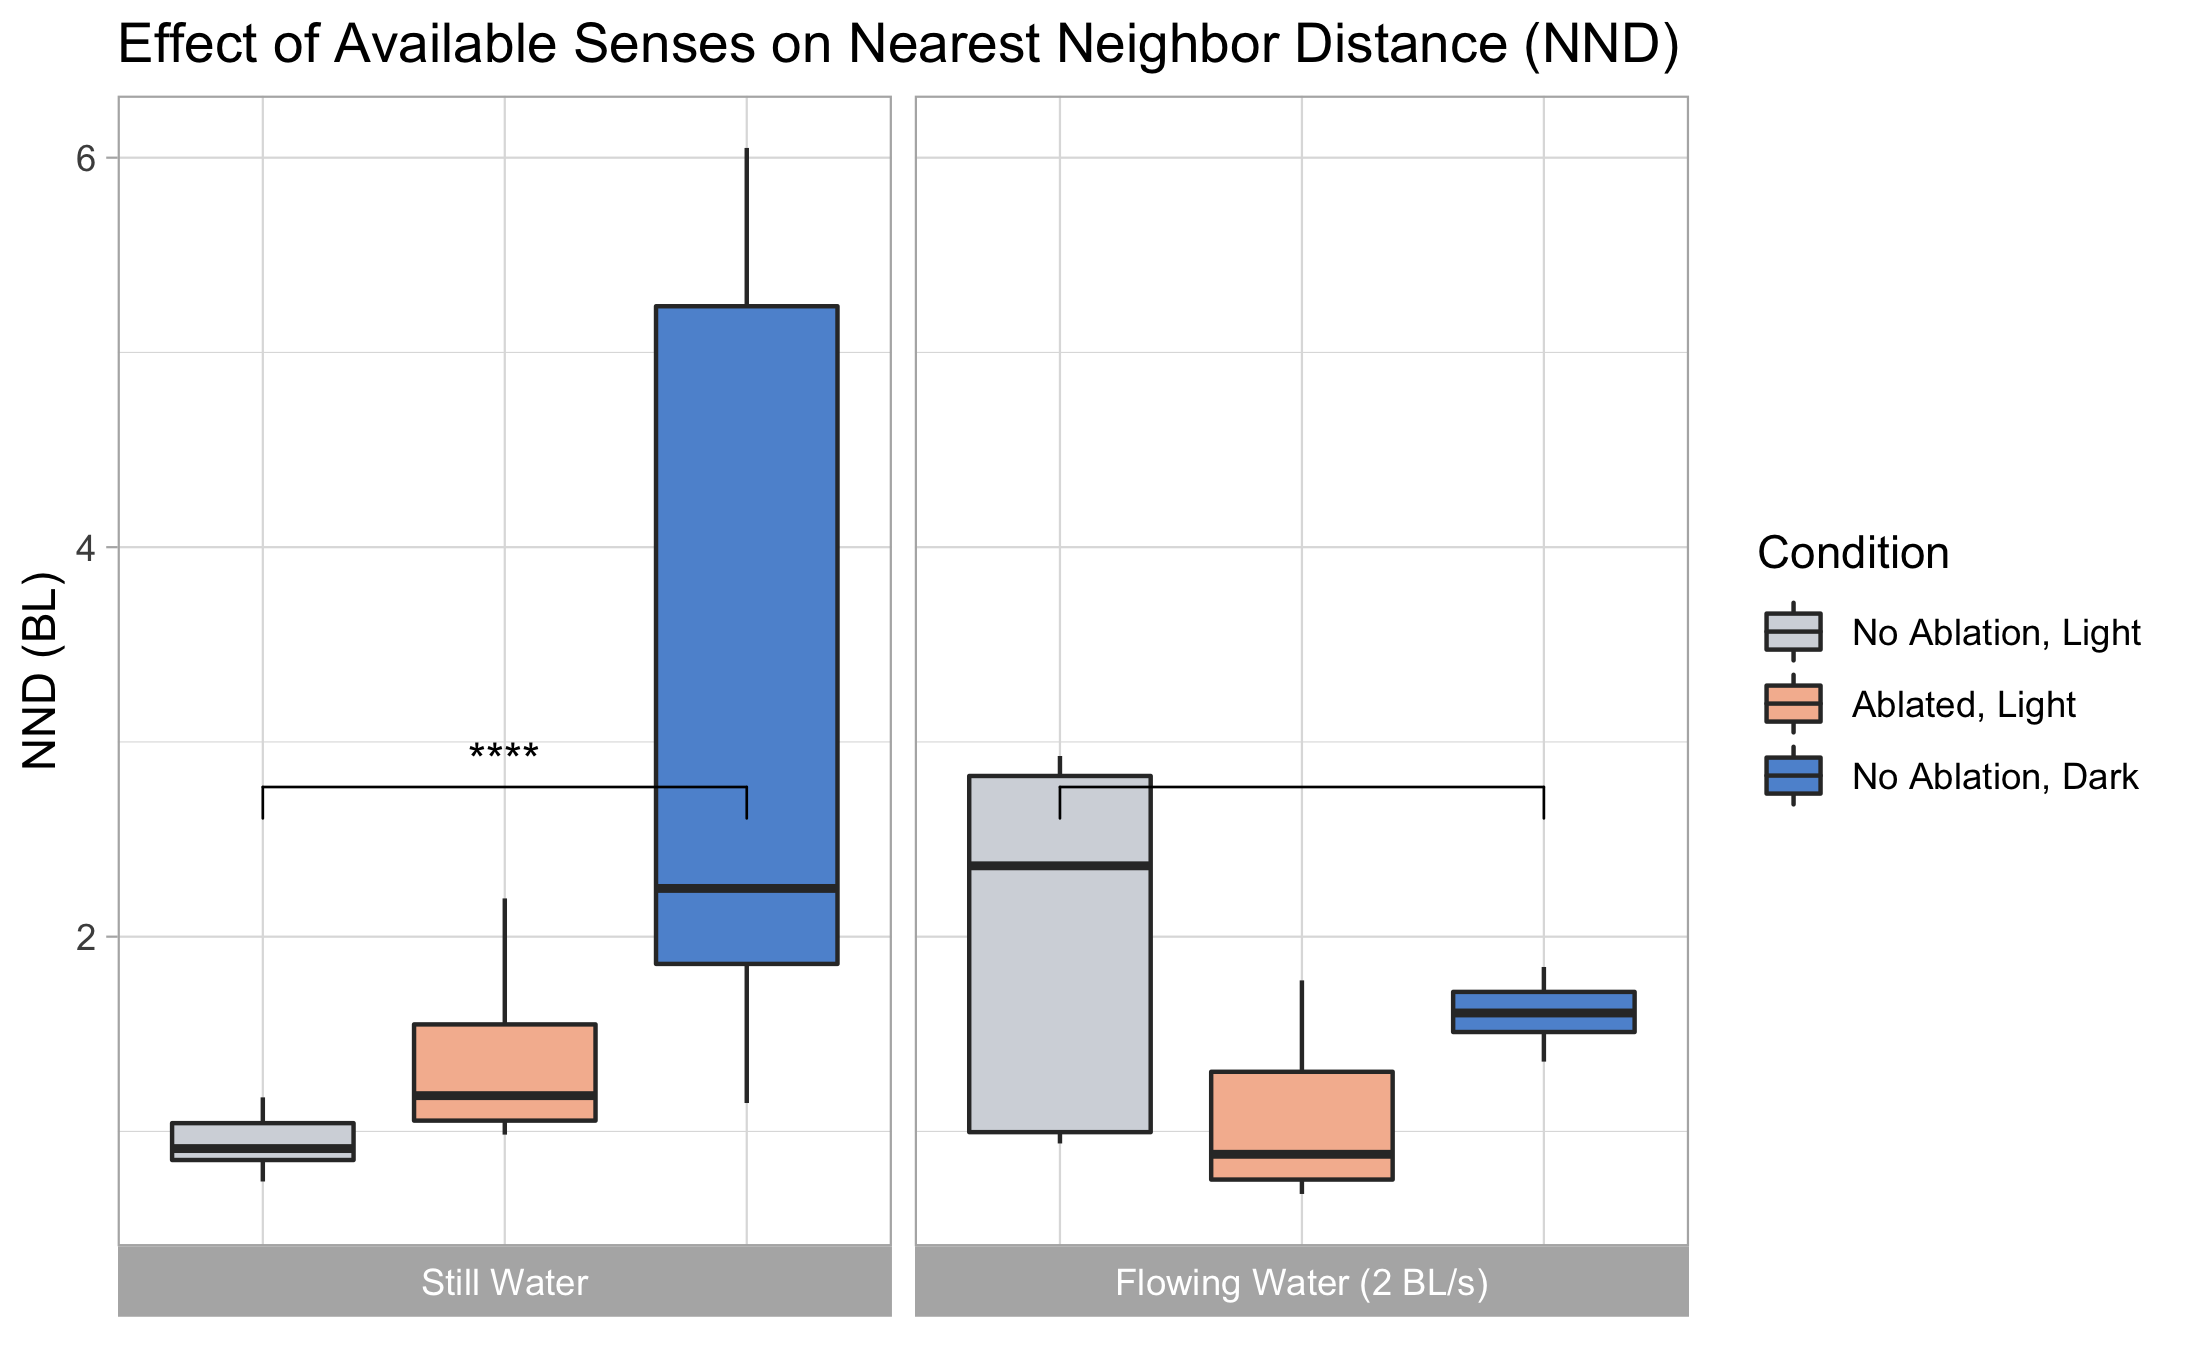 Effect of Available Senses on Nearest Neighbor Distance (NND)
NND (BL)
6
4
2
****
Still Water
Flowing Water (2 BL/s)
Condition
No Ablation, Light
Ablated, Light
No Ablation, Dark